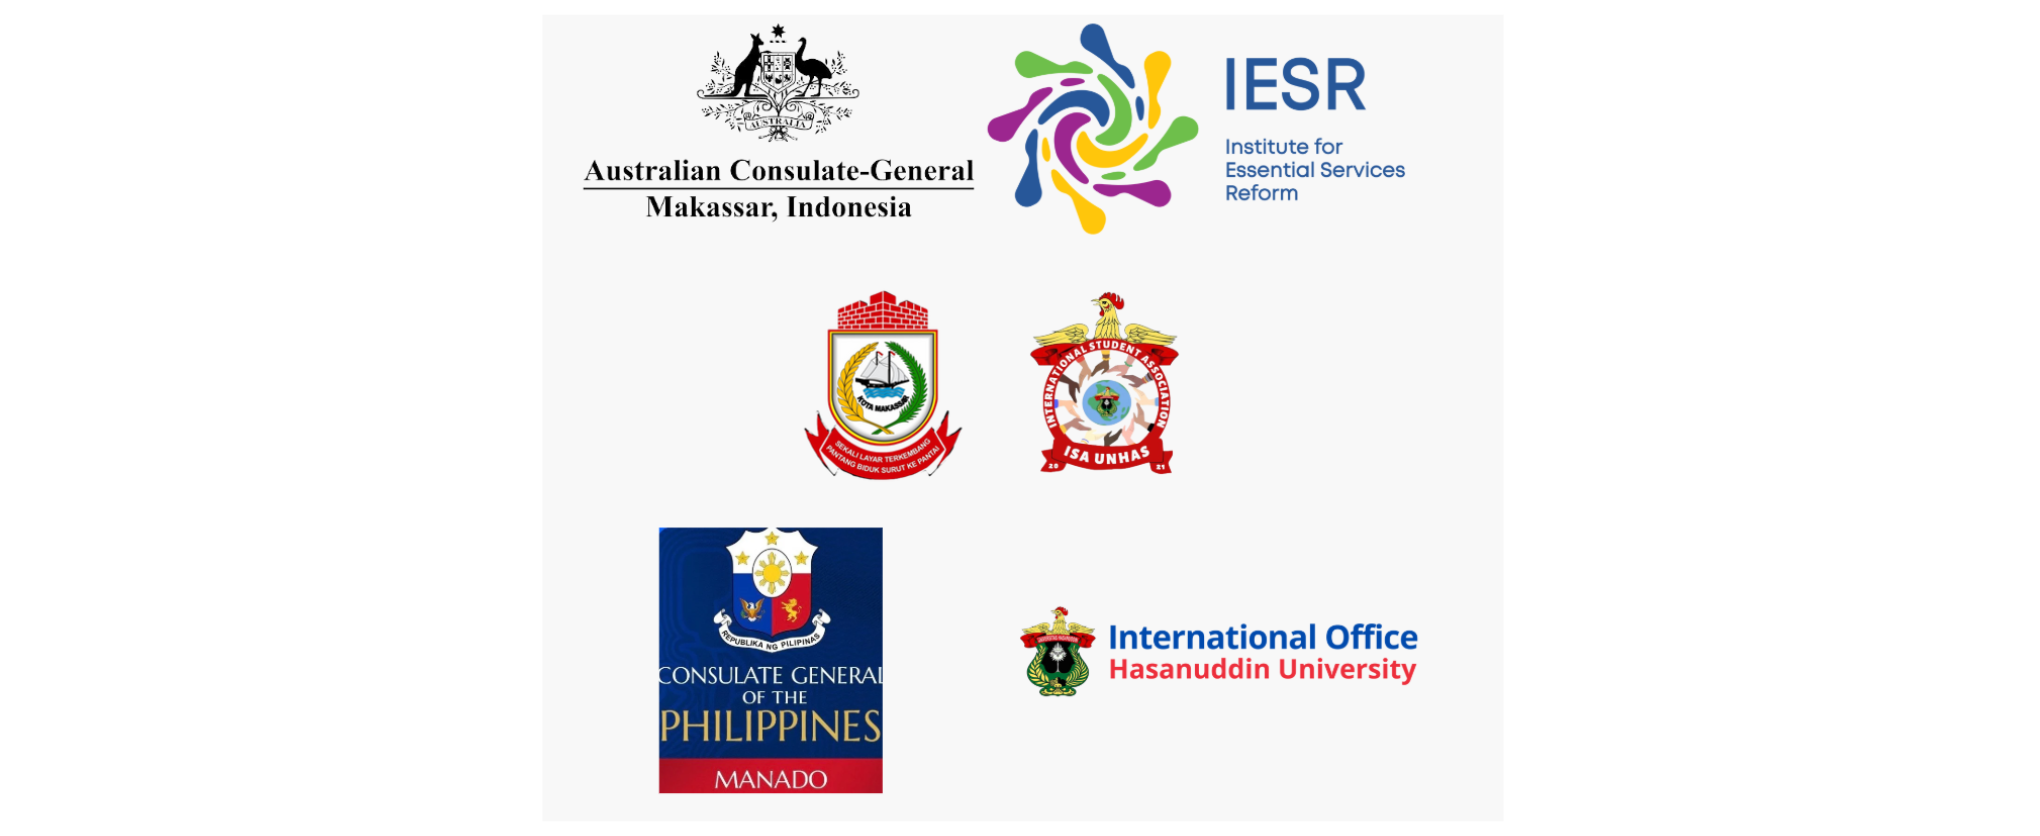 AUSTRALIA
Australian Consulate-General
Makassar, Indonesia
IESR
Institute for
Essential Services
Reform
KOTA MAKASSAR
SEKALI LAYAR TERKEMBANG
PANTANG BIDUK SURUT KE PANTAI
INTERNATIONAL STUDENT ASSOCIATION
ISA UNHAS
20 21
REPUBLIKA NG PILIPINAS
CONSULATE GENERAL
OF THE
PHILIPPINES
MANADO
International Office
Hasanuddin University